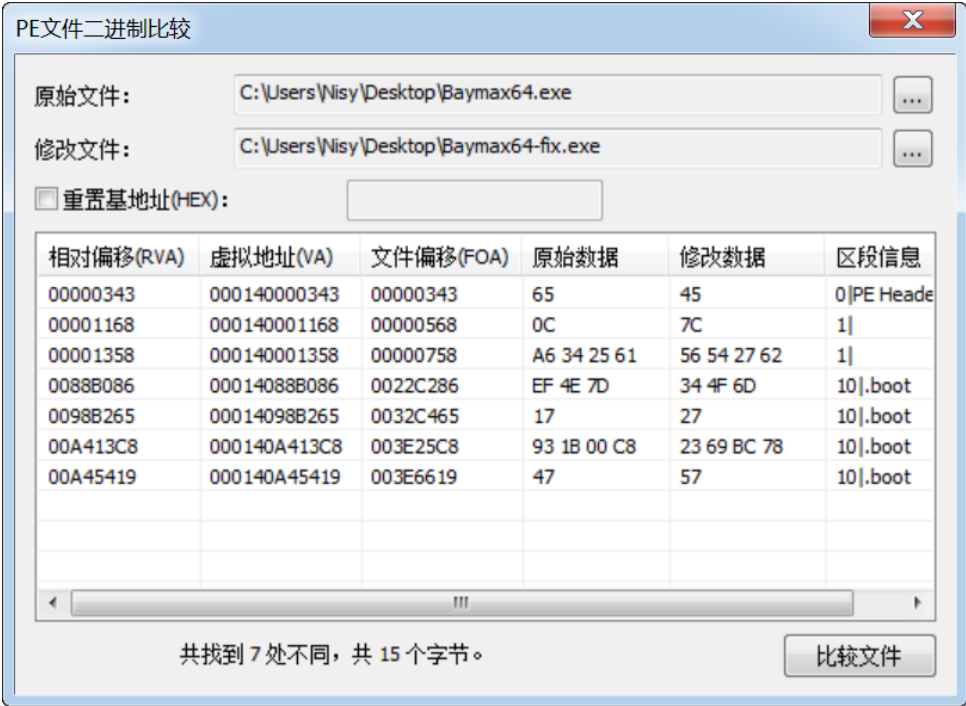 PE文件二进制比较
原始文件： C:\Users\Nisy\Desktop\Baymax64.exe ...
修改文件： C:\Users\Nisy\Desktop\Baymax64-fix.exe ...
重置基地址(HEX)：
相对偏移(RVA) 虚拟地址(VA) 文件偏移(FOA) 原始数据 修改数据 区段信息
00000343 000140000343 00000343 65 45 0|PE Heade
00001168 000140001168 00000568 0C 7C 1|
00001358 000140001358 00000758 A6 34 25 61 56 54 27 62 1|
0088B086 00014088B086 0022C286 EF 4E 7D 34 4F 6D 10|.boot
0098B265 00014098B265 0032C465 17 27 10|.boot
00A413C8 000140A413C8 003E25C8 93 1B 00 C8 23 69 BC 78 10|.boot
00A45419 000140A45419 003E6619 47 57 10|.boot
共找到 7 处不同，共 15 个字节。 比较文件